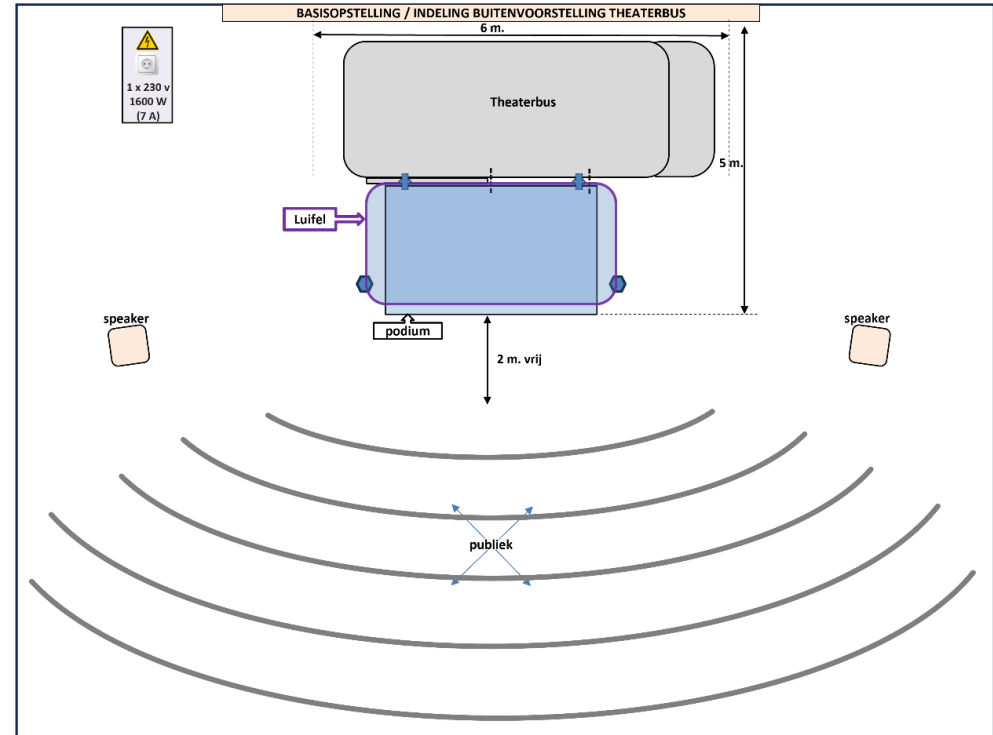 BASISOPSTELLING / INDELING BUITENVOORSTELLING THEATERBUS
6 m.
1 x 230 v
1600 W
(7 A)
Theaterbus
5 m.
Luifel
speaker
speaker
podium
2 m. vrij
publiek